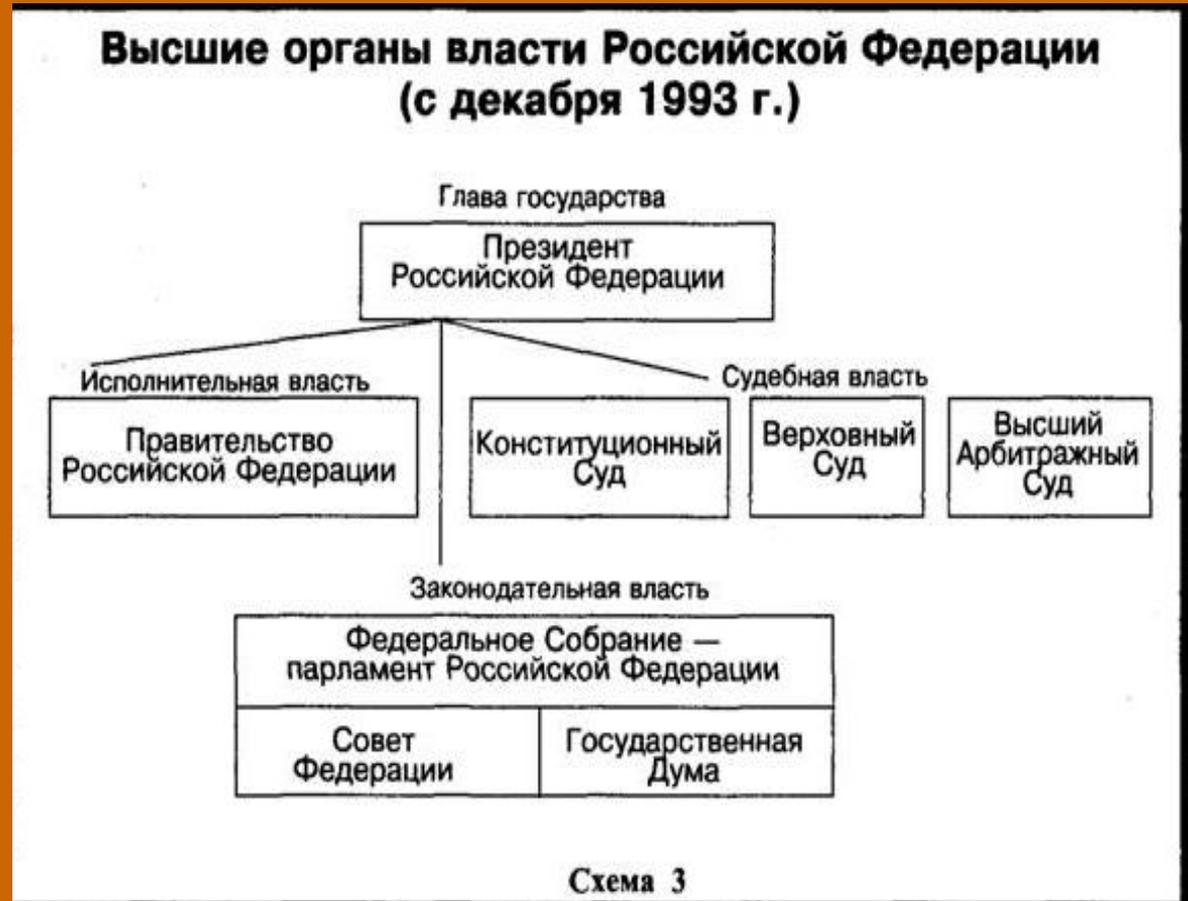 Высшие органы власти Российской Федерации
(с декабря 1993 г.)
Глава государства
Президент
Российской Федерации
Исполнительная власть
Правительство
Российской Федерации
Судебная власть
Конституционный
Суд
Верховный
Суд
Высший
Арбитражный
Суд
Законодательная власть
Федеральное Собрание —
парламент Российской Федерации
Совет
Федерации
Государственная
Дума
Схема 3